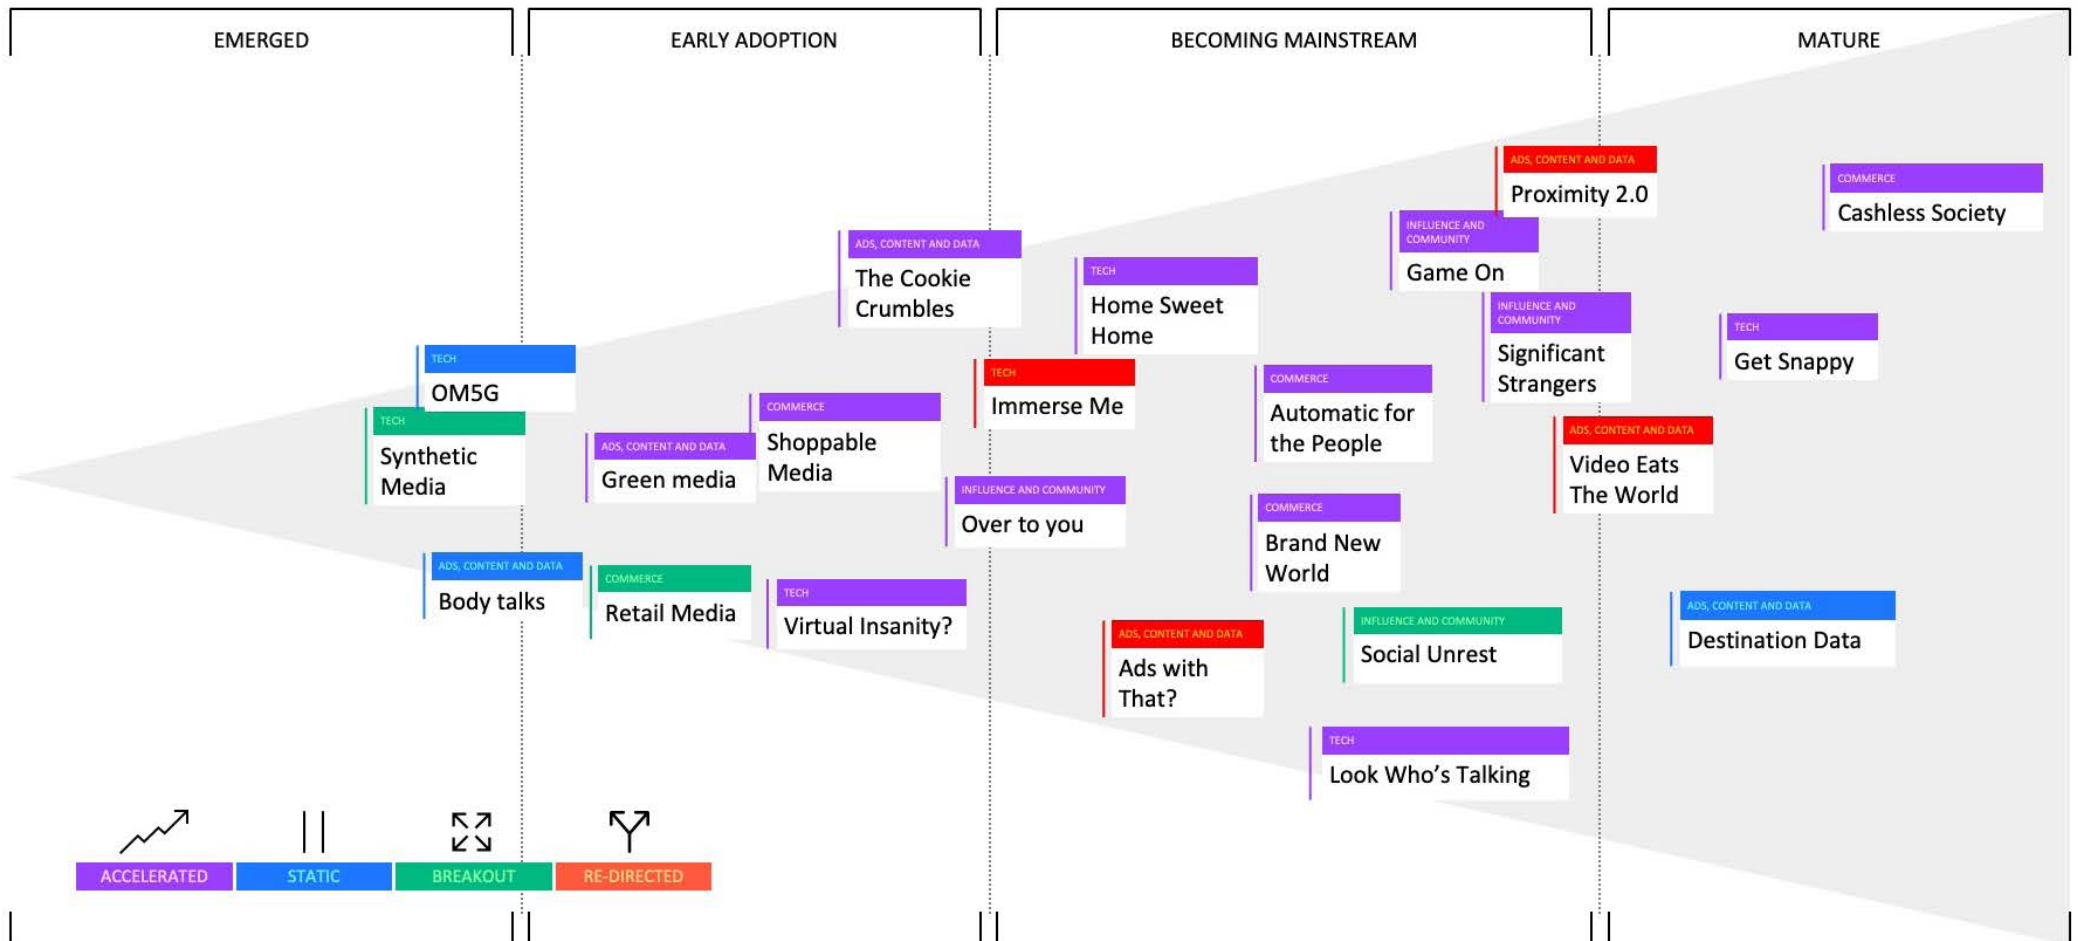 EMERGED
EARLY ADOPTION
BECOMING MAINSTREAM
MATURE
ADS, CONTENT AND DATA
Proximity 2.0
COMMERCE
Cashless Society
INFLUENCE AND
COMMUNITY
Game On
ADS, CONTENT AND DATA
The Cookie
Crumbles
TECH
Home Sweet
Home
INFLUENCE AND
COMMUNITY
Significant
Strangers
TECH
Get Snappy
TECH
OM5G
TECH
Immerse Me
COMMERCE
Automatic for
the People
COMMERCE
Shoppable
Media
TECH
Synthetic
Media
ADS, CONTENT AND DATA
Green media
ADS, CONTENT AND DATA
Video Eats
The World
INFLUENCE AND COMMUNITY
Over to you
COMMERCE
Brand New
World
ADS, CONTENT AND DATA
Body talks
COMMERCE
Retail Media
TECH
Virtual Insanity?
ADS, CONTENT AND DATA
Destination Data
INFLUENCE AND COMMUNITY
Social Unrest
ADS, CONTENT AND DATA
Ads with
That?
TECH
Look Who's Talking
ACCELERATED
STATIC
BREAKOUT
RE-DIRECTED